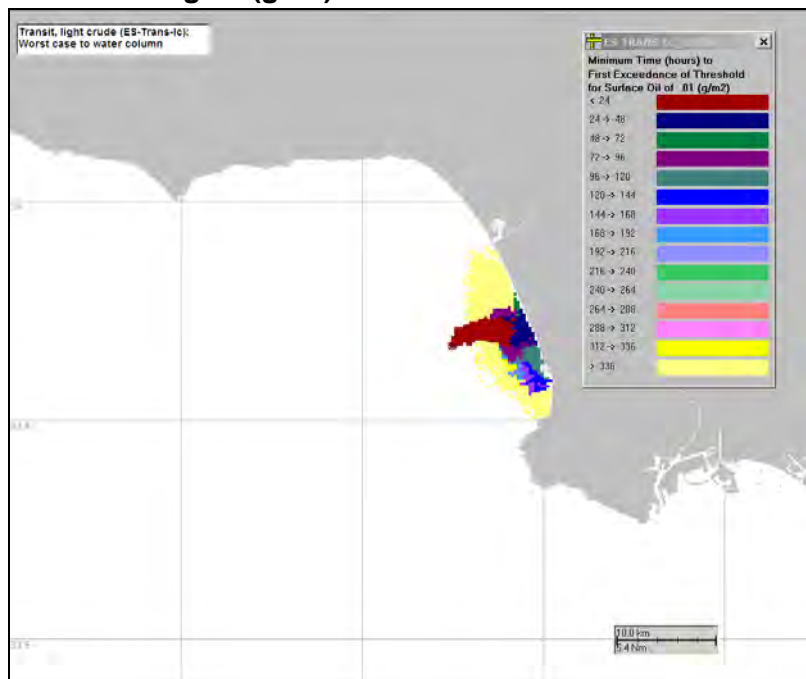 Transit, light crude (ES-Trans-lc):
Worst case to water column
ES TRANS
Minimum Time (hours) to
First Exceedance of Threshold
for Surface Oil of .01 (g/m2)
< 24
24 -> 48
48 -> 72
72 -> 96
96 -> 120
120 -> 144
144 -> 168
168 -> 192
192 -> 216
216 -> 240
240 -> 264
264 -> 288
288 -> 312
312 -> 336
> 336
10.0 km
5.4 Nm